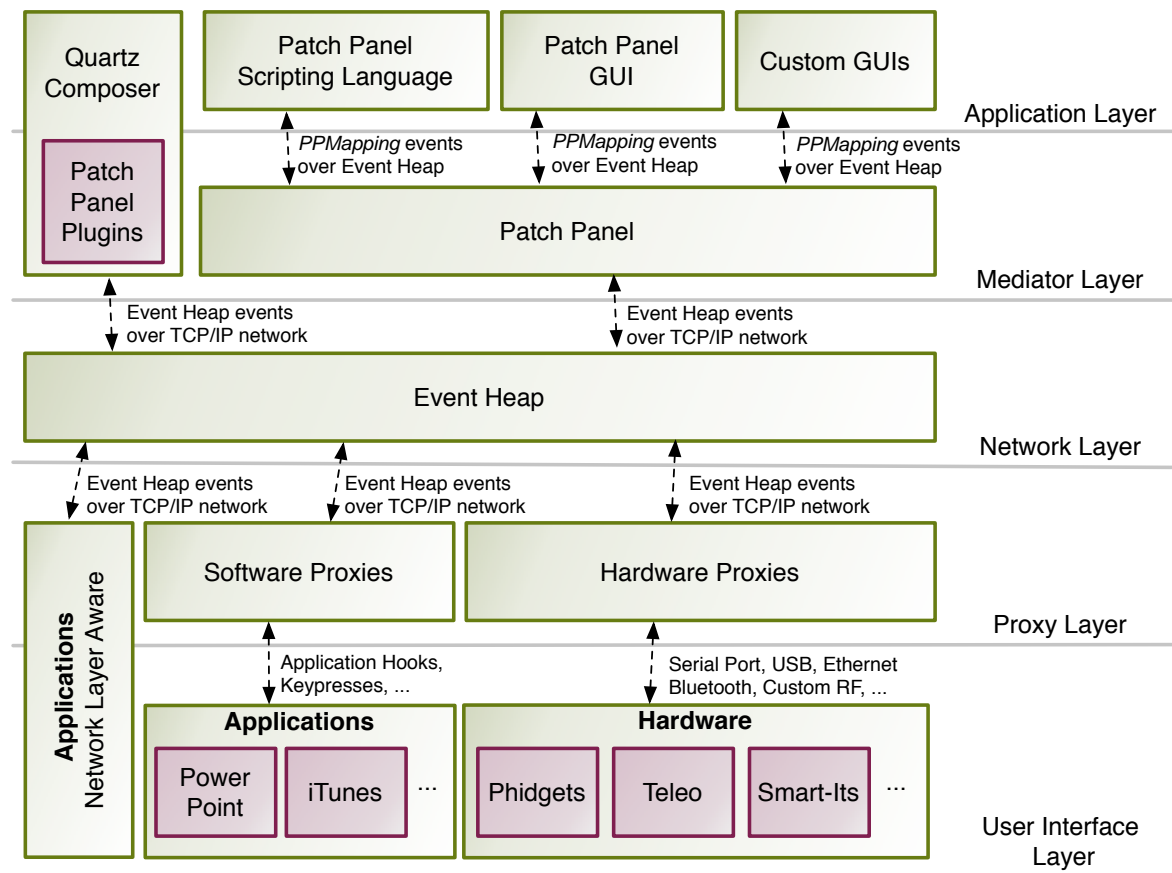 Quartz
Composer
Patch
Panel
Plugins
Patch Panel
Scripting Language
Patch Panel
GUI
Custom GUIs
Application Layer
PPMapping events
over Event Heap
PPMapping events
over Event Heap
PPMapping events
over Event Heap
Patch Panel
Mediator Layer
Event Heap events
over TCP/IP network
Event Heap events
over TCP/IP network
Event Heap
Network Layer
Event Heap events
over TCP/IP network
Event Heap events
over TCP/IP network
Event Heap events
over TCP/IP network
Applications
Network Layer Aware
Software Proxies
Hardware Proxies
Proxy Layer
Application Hooks,
Keypresses, ...
Serial Port, USB, Ethernet
Bluetooth, Custom RF, ...
Applications
Power
Point
iTunes
...
Hardware
Phidgets
Teleo
Smart-Its
...
User Interface
Layer